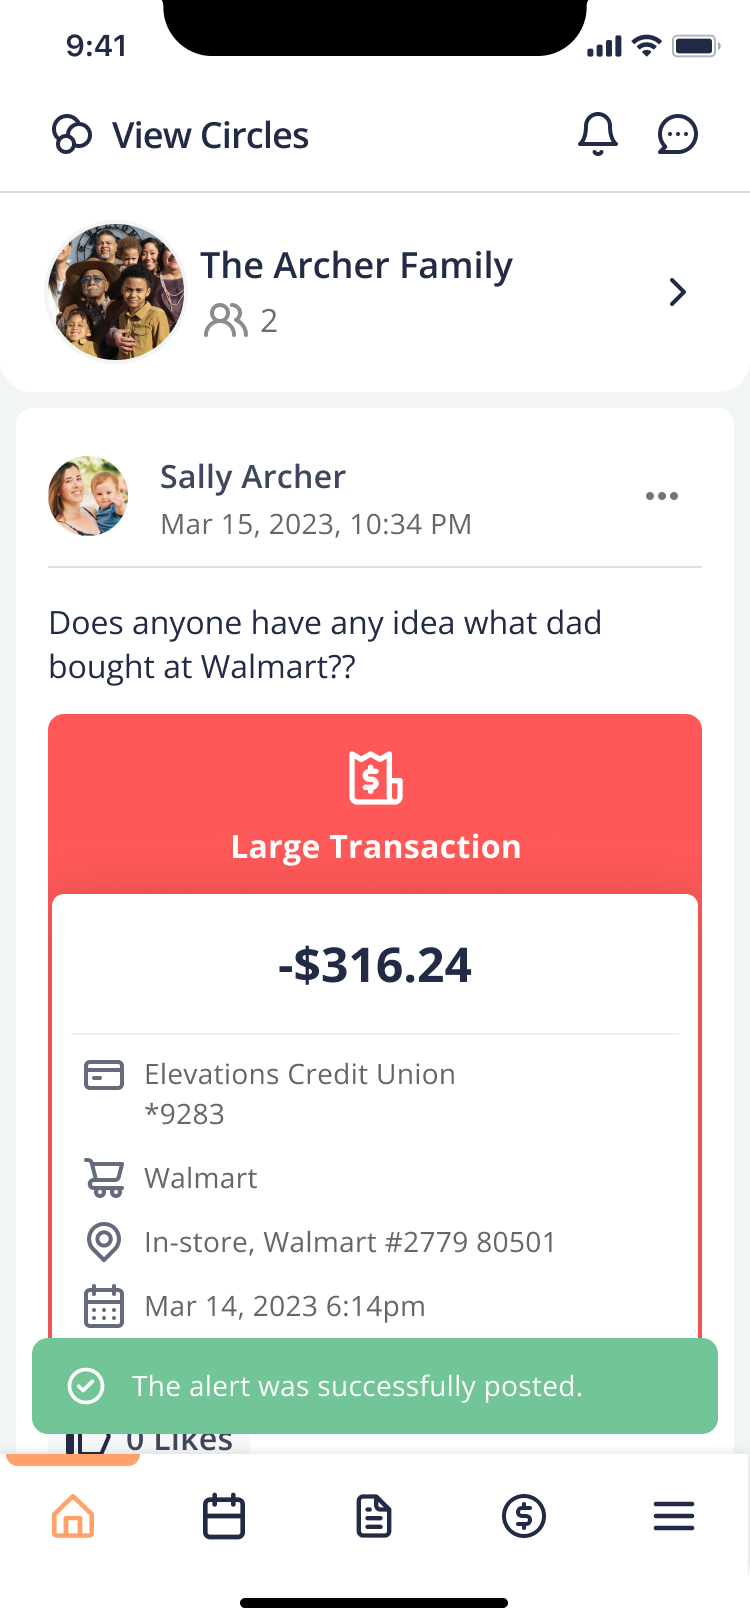 9:41
View Circles
The Archer Family
2
Sally Archer
Mar 15, 2023, 10:34 PM
Does anyone have any idea what dad
bought at Walmart??
$
Large Transaction
-$316.24
Elevations Credit Union
*9283
Walmart
In-store, Walmart #2779 80501
Mar 14, 2023 6:14pm
The alert was successfully posted.
0 Likes
$